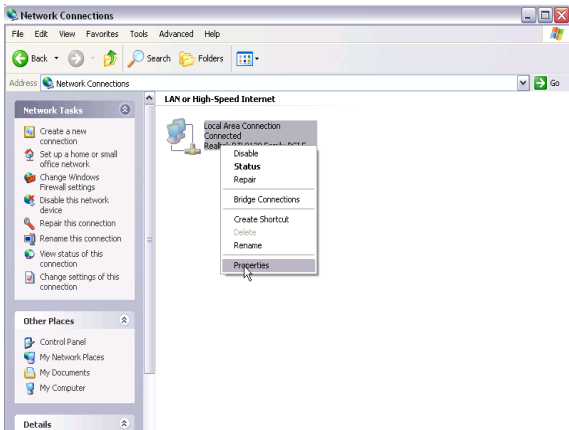 Network Connections
File Edit View Favorites Tools Advanced Help
Back Search Folders
Address Network Connections Go
Network Tasks
Create a new
connection
Set up a home or small
office network
Change Windows
Firewall settings
Disable this network
device
Repair this connection
Rename this connection
View status of this
connection
Change settings of this
connection
Other Places
Control Panel
My Network Places
My Documents
My Computer
Details
LAN or High-Speed Internet
Local Area Connection
Connected
Disable
Status
Repair
Bridge Connections
Create Shortcut
Delete
Rename
Properties